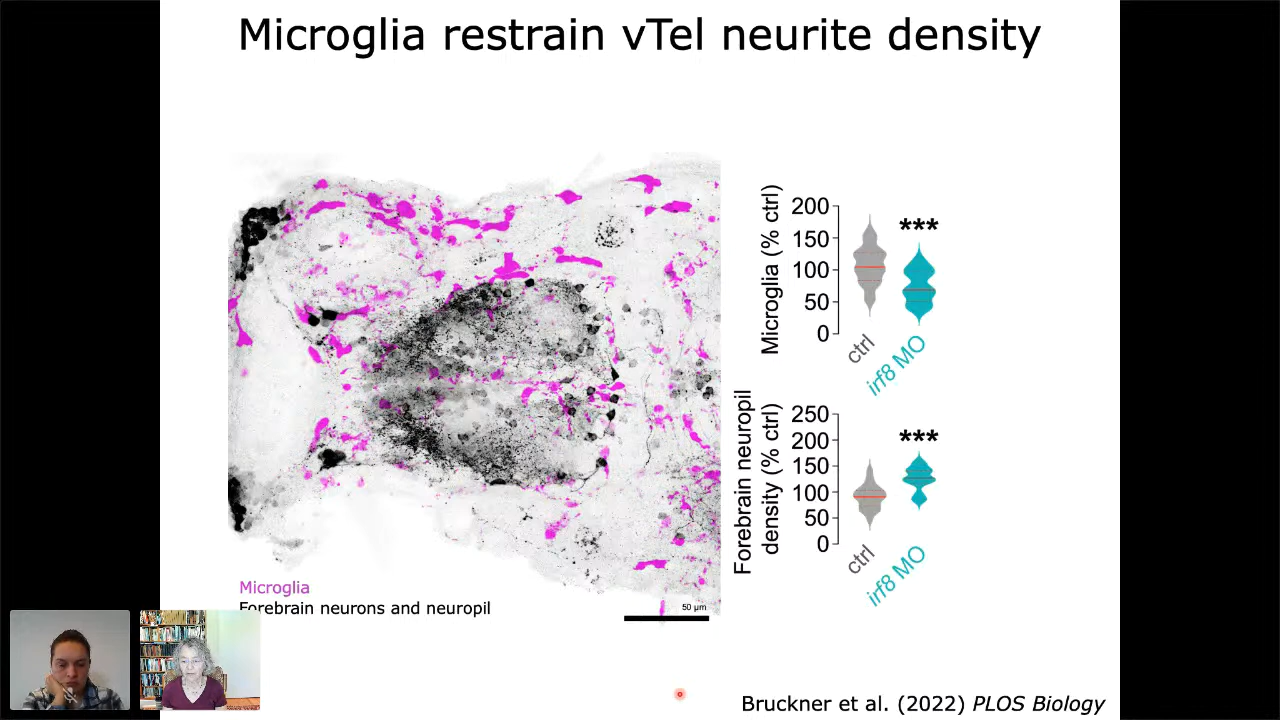 Microglia restrain vTel neurite density
Microglia (% ctrl)
200
150
100
50
0
***
ctrl
irf8 MO
Forebrain neuropil
density (% ctrl)
250
200
150
100
50
0
***
ctrl
irf8 MO
Microglia
Forebrain neurons and neuropil
50 µm
Bruckner et al. (2022) PLOS Biology